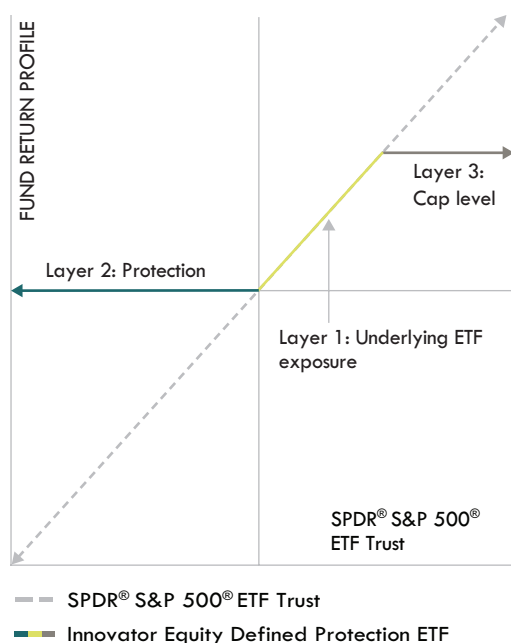 FUND RETURN PROFILE
Layer 3:
Cap level
Layer 2: Protection
Layer 1: Underlying ETF
exposure
SPDR® S&P 500®
ETF Trust
SPDR® S&P 500® ETF Trust
Innovator Equity Defined Protection ETF